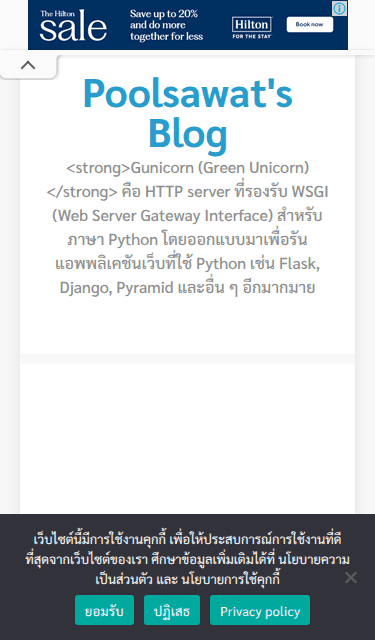 The Hilton
sale
Save up to 20%
and do more
together for less
Hilton
FOR THE STAY
Book now
Poolsawat's
Blog
<strong>Gunicorn (Green Unicorn)
</strong> คือ HTTP server ที่รองรับ WSGI
(Web Server Gateway Interface) สำหรับ
ภาษา Python โดยออกแบบมาเพื่อรัน
แอพพลิเคชันเว็บที่ใช้ Python เช่น Flask,
Django, Pyramid และอื่น ๆ อีกมากมาย
เว็บไซต์นี้มีการใช้งานคุกกี้ เพื่อให้ประสบการณ์การใช้งานที่ดี
ที่สุดจากเว็บไซต์ของเรา ศึกษาข้อมูลเพิ่มเติมได้ที่ นโยบายความ
เป็นส่วนตัว และ นโยบายการใช้คุกกี้
ยอมรับ
ปฏิเสธ
Privacy policy